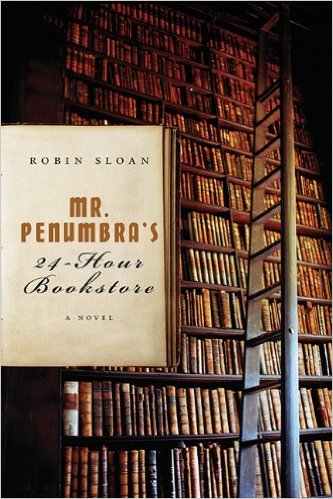 ROBIN SLOAN
MR.
PENUMBRA'S
24-Hour
Bookstore
A NOVEL